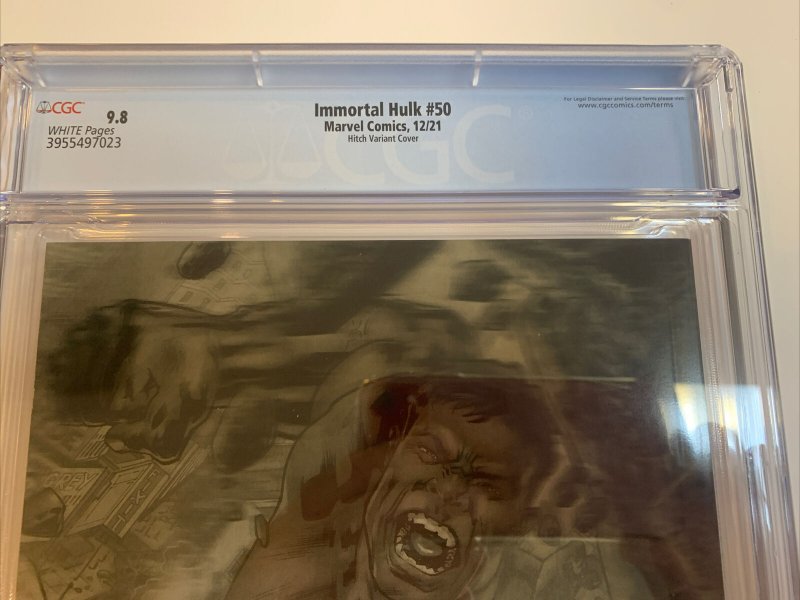 CGC
9.8
WHITE Pages
3955497023
Immortal Hulk #50
Marvel Comics, 12/21
Hitch Variant Cover
For Legal Disclaimer and Service Terms please visit:
www.cgccomics.com/terms
CGC